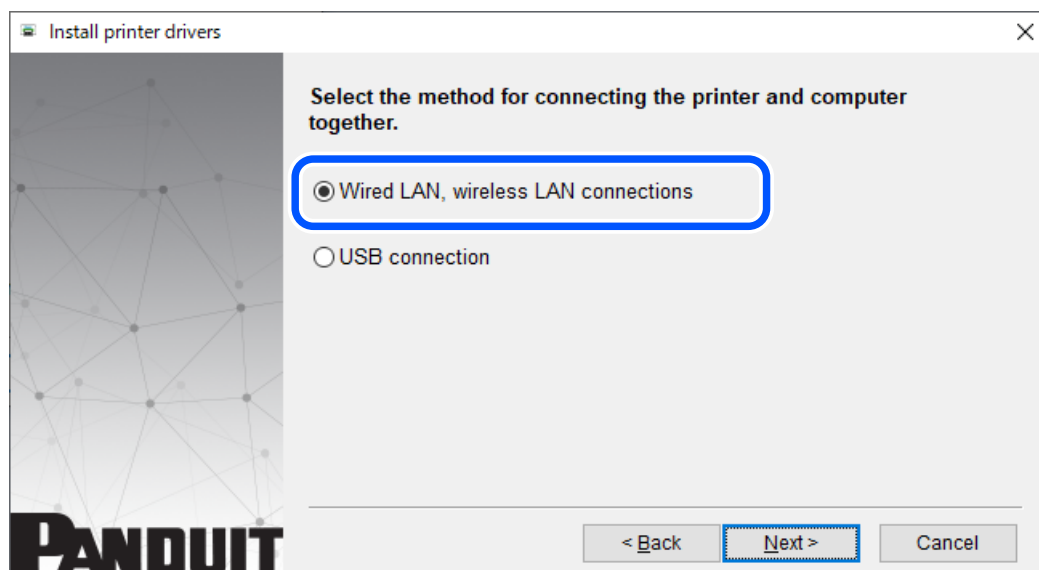 Install printer drivers
Select the method for connecting the printer and computer
together.
Wired LAN, wireless LAN connections
USB connection
PANDUIT
< Back
Next >
Cancel